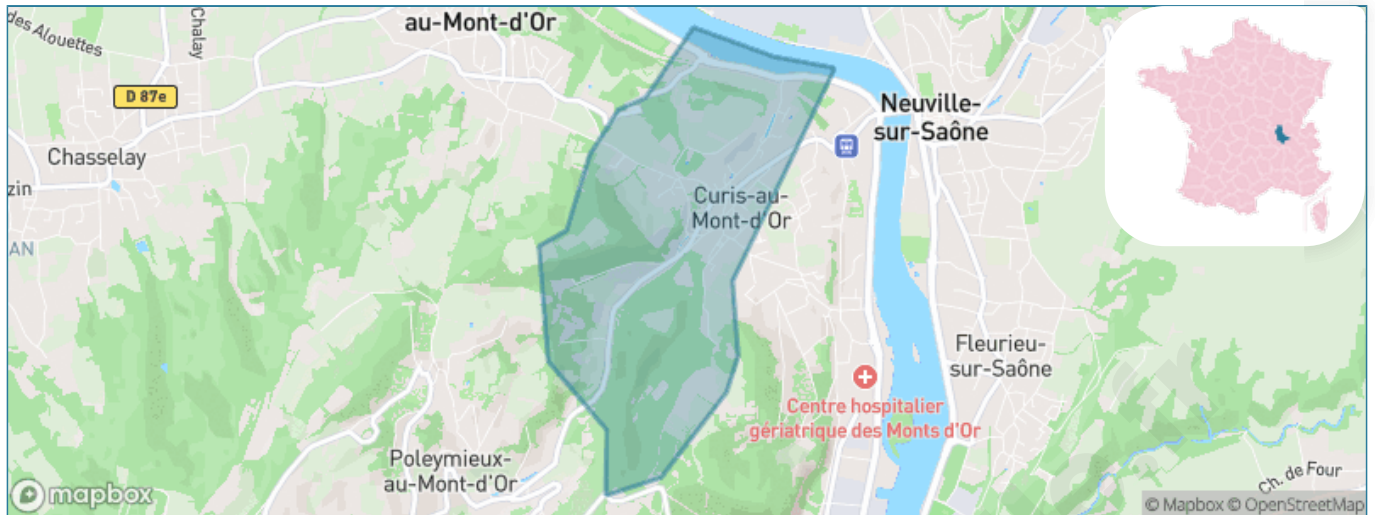 des Alouettes
Chalay
au-Mont-d'Or
D 87e
Neuville-
sur-Saône
Chasselay
zin
Curis-au-
Mont-d'Or
AN
Fleurieu-
sur-Saône
Centre hospitalier
gériatrique des Monts d'Or
Poleymieux-
au-Mont-d'Or
Ch. de Four
mapbox
© Mapbox © OpenStreetMap